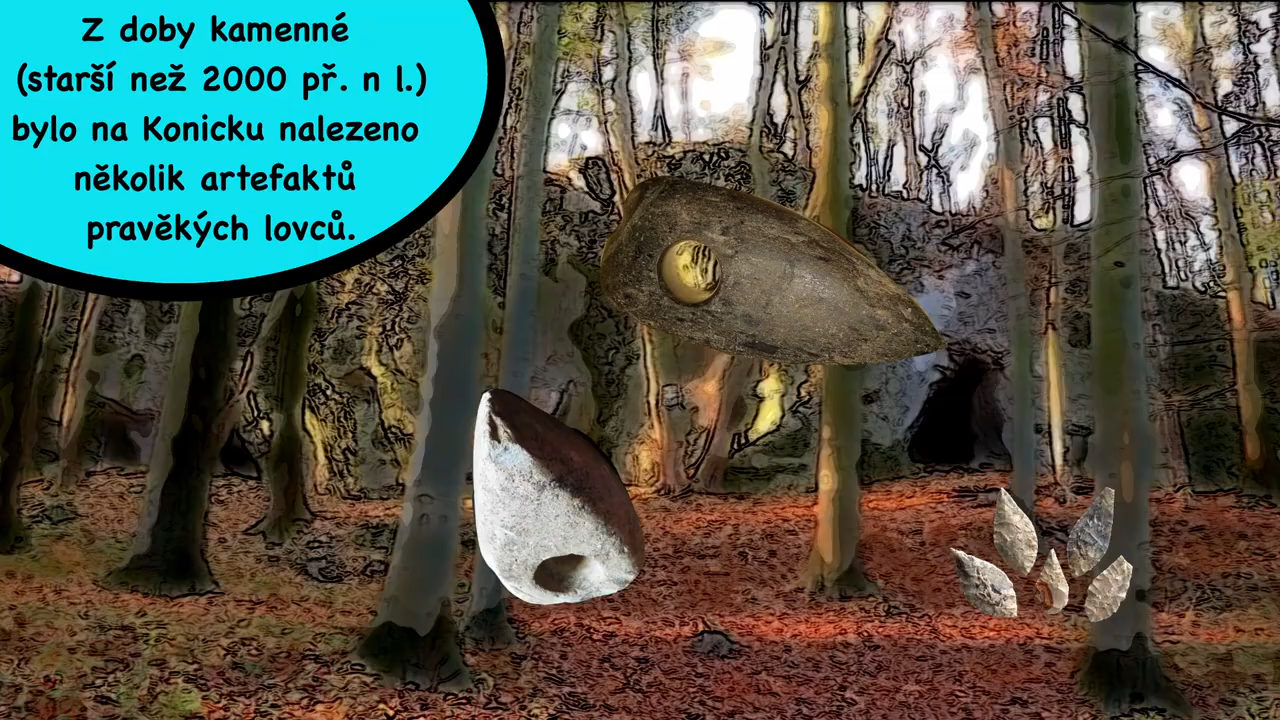 Z doby kamenné
(starší než 2000 př. n l.)
bylo na Konicku nalezeno
několik artefaktů
pravěkých lovců.